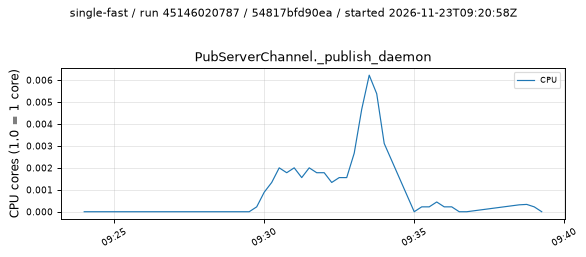 single-fast / run 45146020787 / 54817bfd90ea / started 2026-11-23T09:20:58Z
PubServerChannel._publish_daemon
CPU
CPU cores (1.0 = 1 core)
0.006
0.005
0.004
0.003
0.002
0.001
0.000
09:25
09:30
09:35
09:40